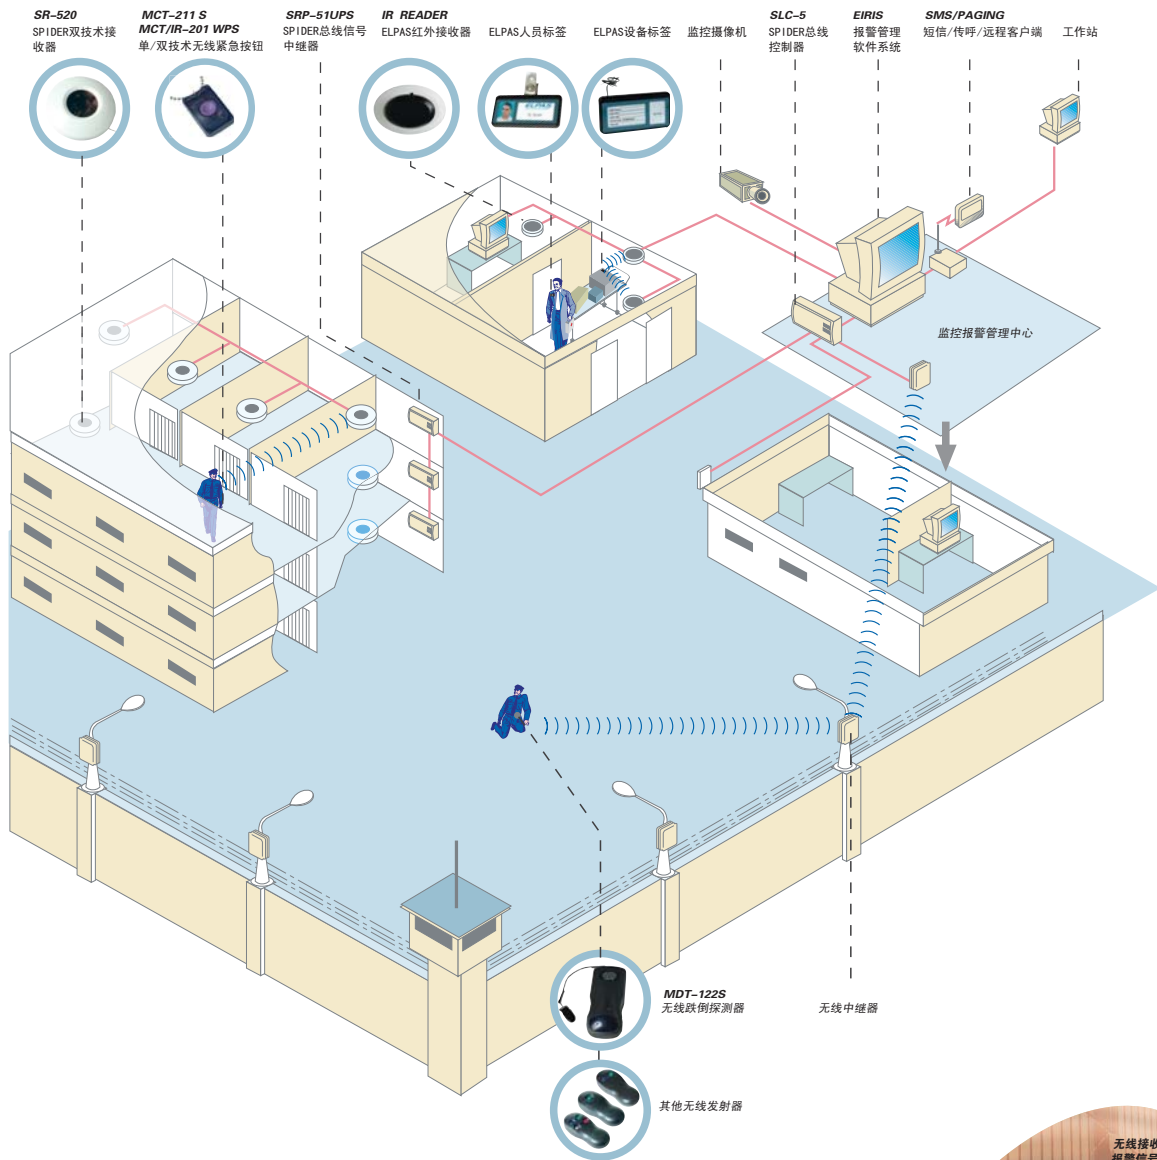 SR-520
SPIDER双技术接
收器
MCT-211 S
MCT/IR-201 WPS
单/双技术无线紧急按钮
SRP-51UPS
SPIDER总线信号
中继器
IR READER
ELPAS红外接收器
ELPAS人员标签
ELPAS设备标签
监控摄像机
SLC-5
SPIDER总线
控制器
EIRIS
报警管理
软件系统
SMS/PAGING
短信/传呼/远程客户端
工作站
ELPAS
监控报警管理中心
MDT-122S
无线跌倒探测器
无线中继器
其他无线发射器
无线接收
报警信号